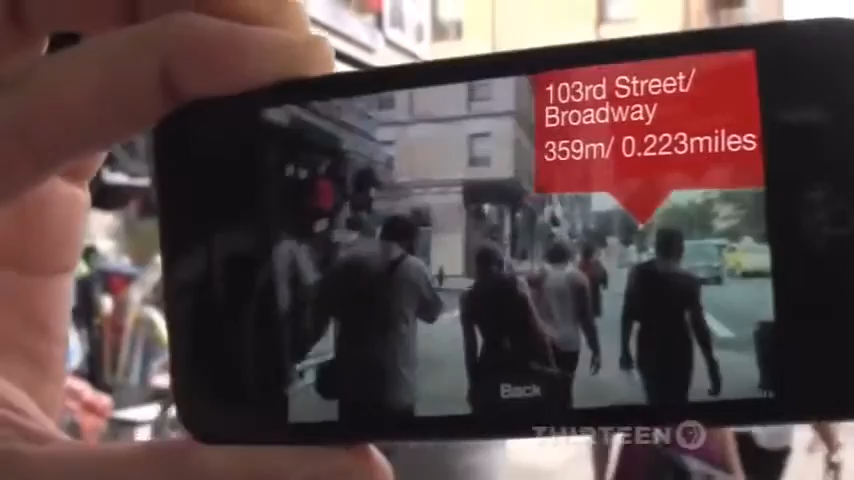 103rd Street/
Broadway
359m/ 0.223miles
Back
THIRTEEN